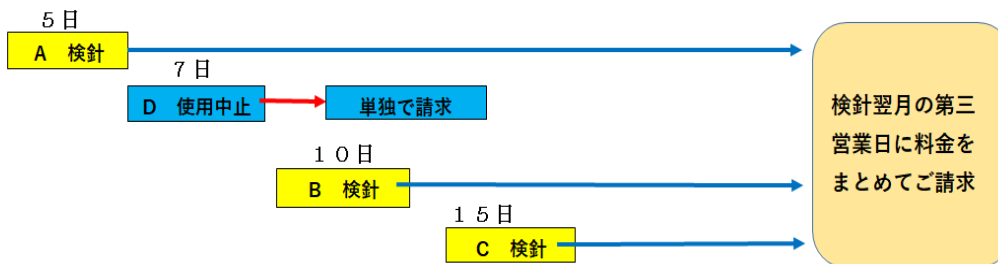 ５日
A　検針
７日
D　使用中止
単独で請求
１０日
B　検針
１５日
C　検針
検針翌月の第三
営業日に料金を
まとめてご請求